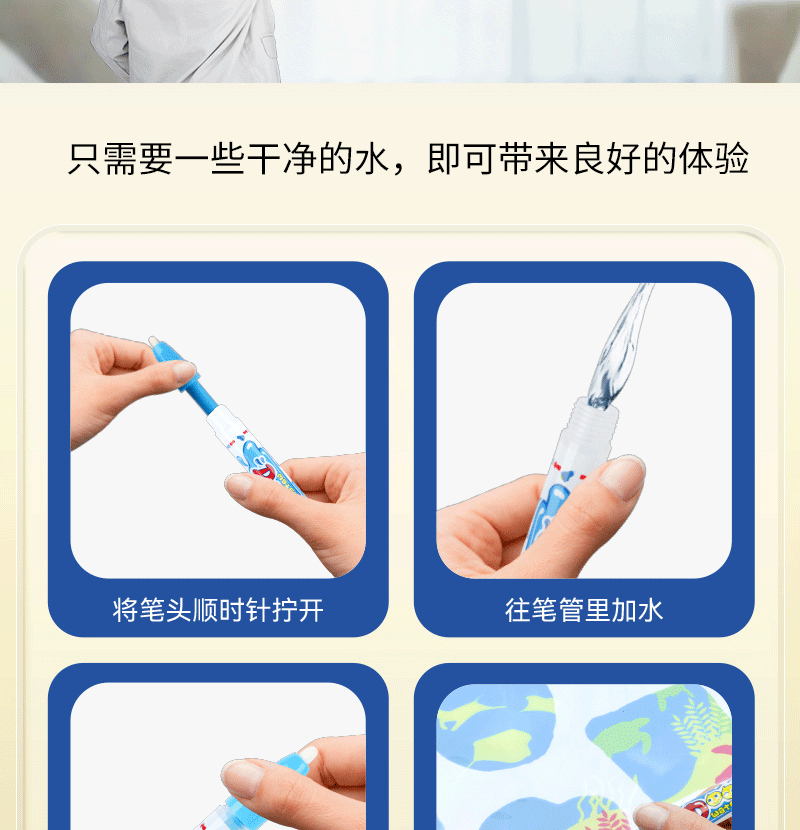 只需要一些干净的水，即可带来良好的体验
将笔头顺时针拧开
往笔管里加水